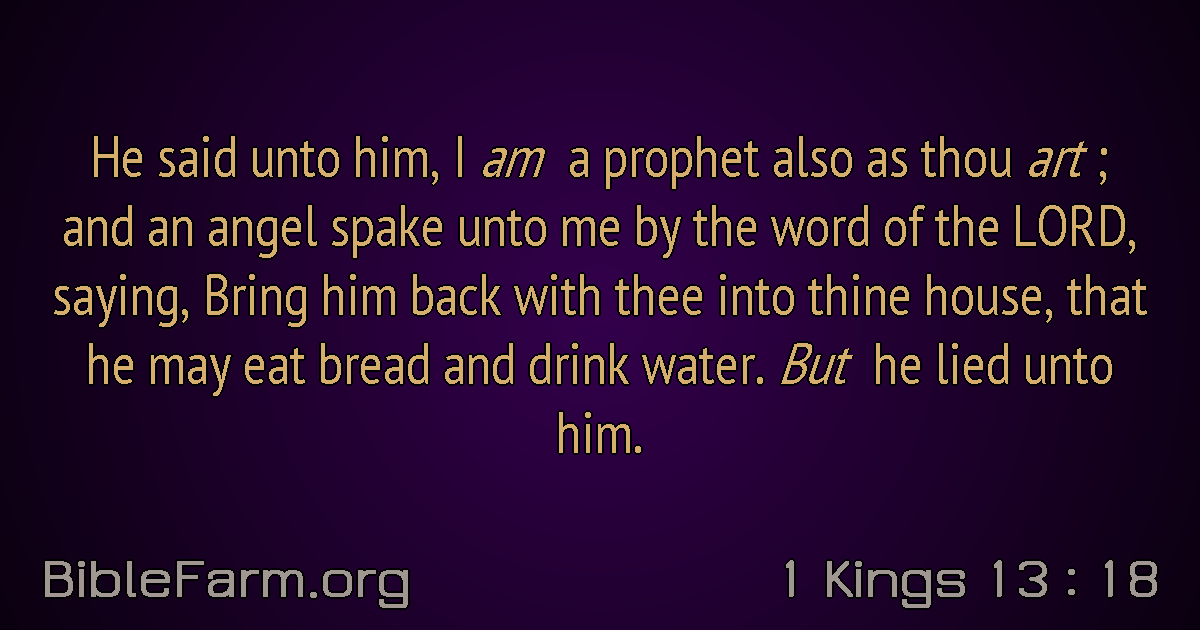 He said unto him, I am a prophet also as thou art ;
and an angel spake unto me by the word of the LORD,
saying, Bring him back with thee into thine house, that
he may eat bread and drink water. But he lied unto
him.
BibleFarm.org
1 Kings 13 : 18